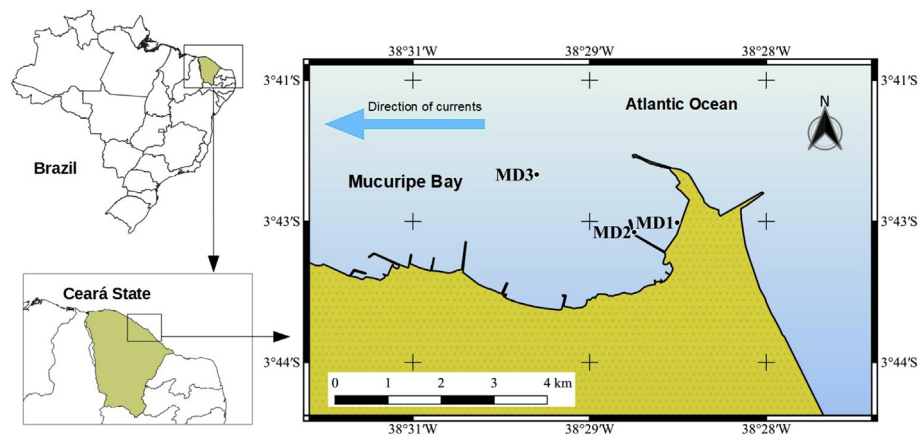 Brazil
Ceará State
38°31'W 38°29'W 38°28'W
3°41'S 3°41'S
Direction of currents
Atlantic Ocean
N
Mucuripe Bay
MD3
MD1
MD2
3°43'S 3°43'S
3°44'S 3°44'S
0 1 2 3 4 km
38°31'W 38°29'W 38°28'W